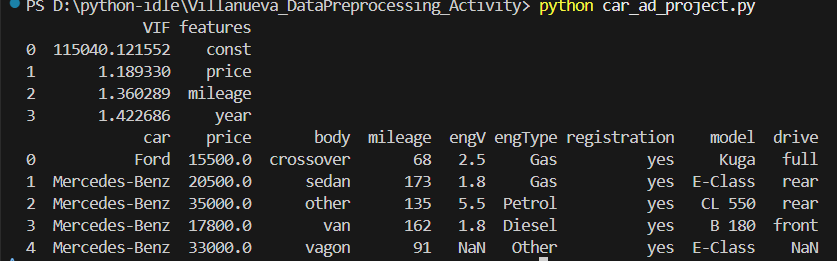 PS D:\python-idle\Villanueva_DataPreprocessing_Activity> python car_ad_project.py
VIF features
0 115040.121552 const
1 1.189330 price
2 1.360289 mileage
3 1.422686 year
car price body mileage engV engType registration model drive
0 Ford 15500.0 crossover 68 2.5 Gas yes Kuga full
1 Mercedes-Benz 20500.0 sedan 173 1.8 Gas yes E-Class rear
2 Mercedes-Benz 35000.0 other 135 5.5 Petrol yes CL 550 rear
3 Mercedes-Benz 17800.0 van 162 1.8 Diesel yes B 180 front
4 Mercedes-Benz 33000.0 vagon 91 NaN Other yes E-Class NaN